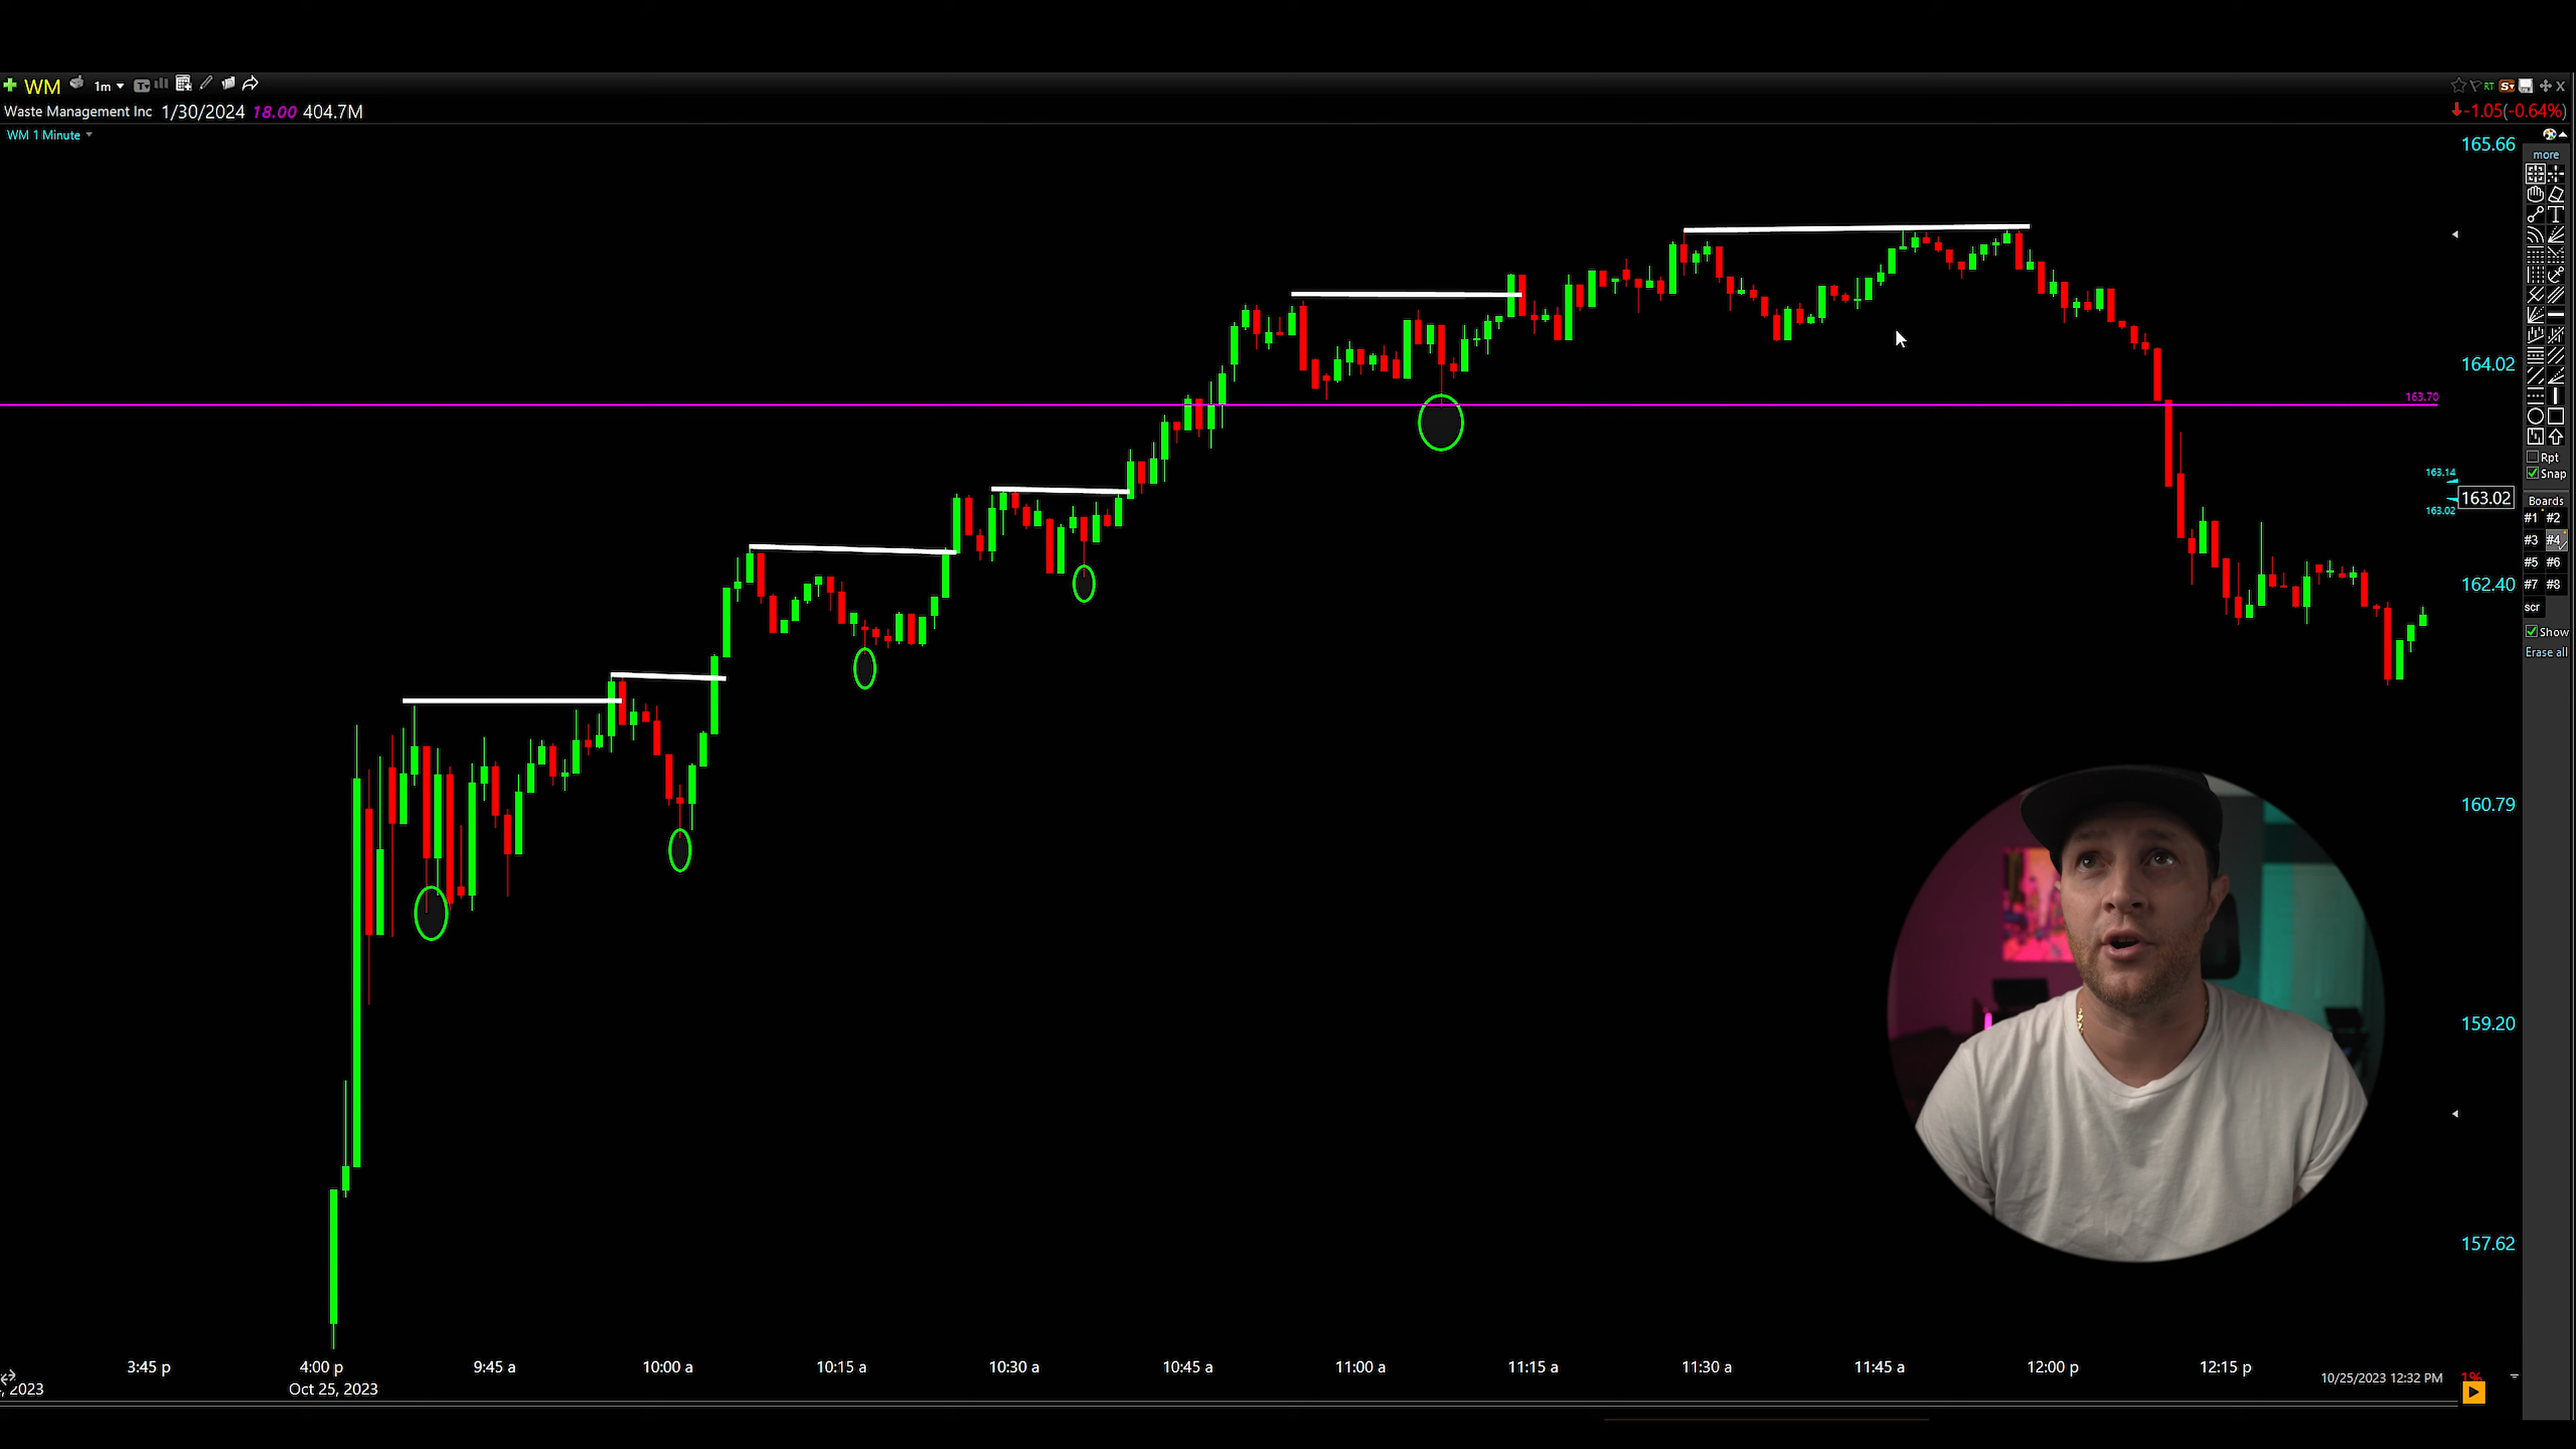 WM 1m
Waste Management Inc 1/30/2024 18.00 404.7M
-1.05(-0.64%)
WM 1 Minute
165.66
more
164.02
163.70
Rpt
163.14
Snap
163.02
163.02
Boards
#1 #2
#3 #4
#5 #6
162.40
#7 #8
scr
Show
Erase all
160.79
159.20
157.62
3:45 p 4:00 p 9:45 a 10:00 a 10:15 a 10:30 a 10:45 a 11:00 a 11:15 a 11:30 a 11:45 a 12:00 p 12:15 p
10/25/2023 12:32 PM 1%
, 2023 Oct 25, 2023
RT